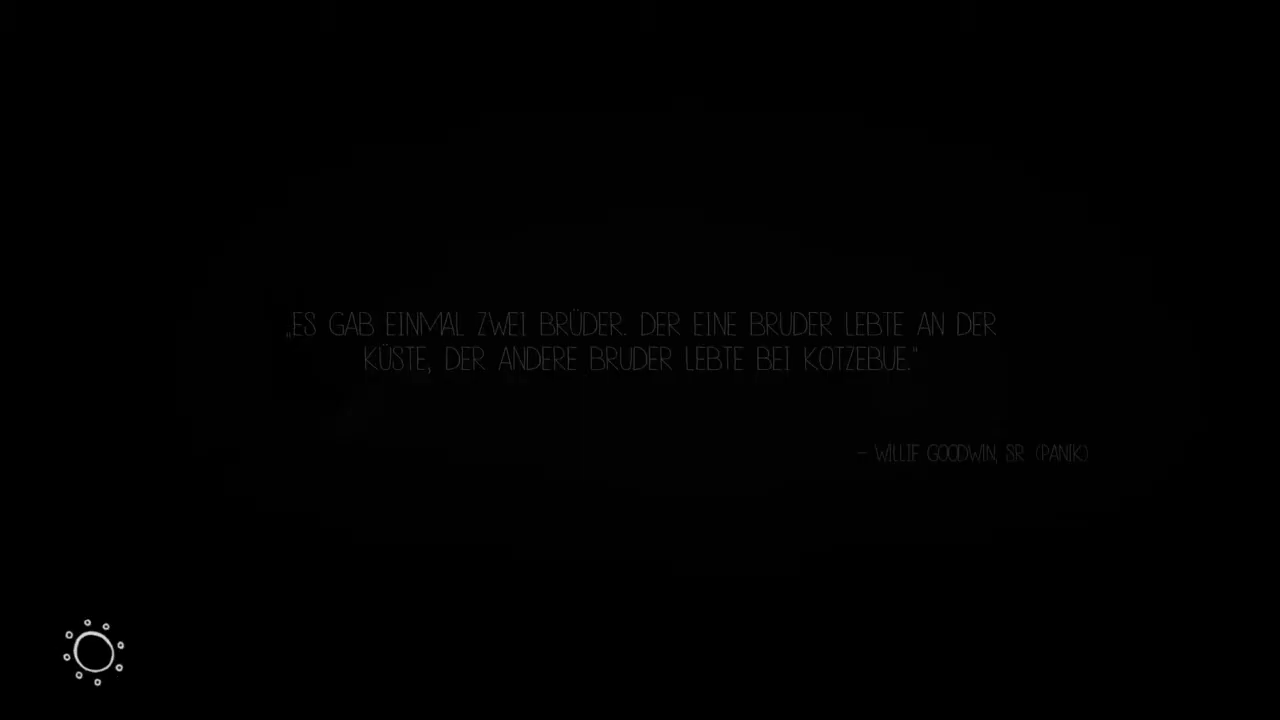 „ES GAB EINMAL ZWEI BRÜDER. DER EINE BRUDER LEBTE AN DER
KÜSTE, DER ANDERE BRUDER LEBTE BEI KOTZEBUE."
– WILLIE GOODWIN, SR. (PANIK)